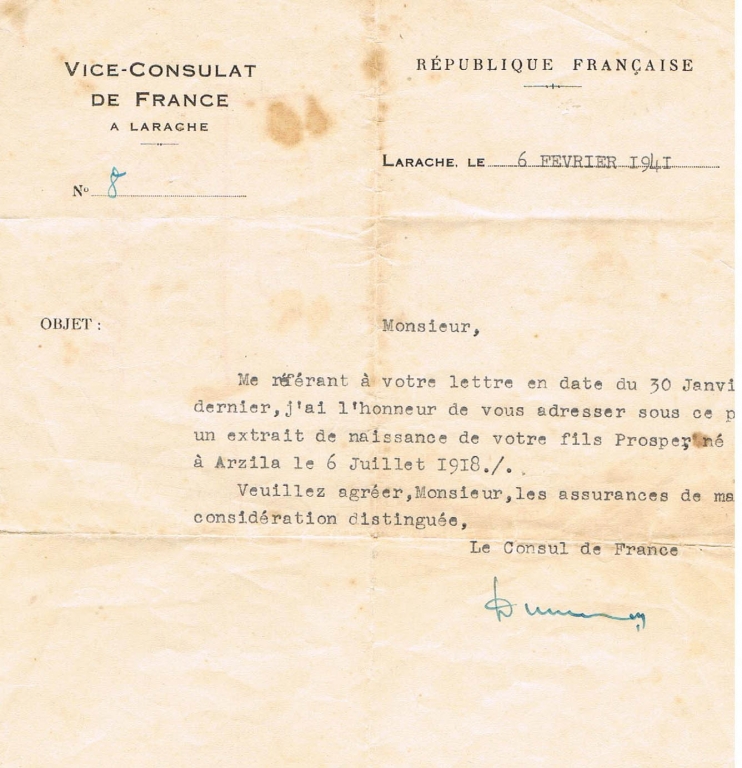 VICE-CONSULAT
DE FRANCE
A LARACHE
Nº 8
RÉPUBLIQUE FRANÇAISE
LARACHE, LE 6 FEVRIER 1941
OBJET :
Monsieur,
Me référant à votre lettre en date du 30 Janvi
dernier,j'ai l'honneur de vous adresser sous ce p
un extrait de naissance de votre fils Prosper, né
à Arzila le 6 Juillet 1918./.
Veuillez agréer,Monsieur,les assurances de ma
considération distinguée,
Le Consul de France